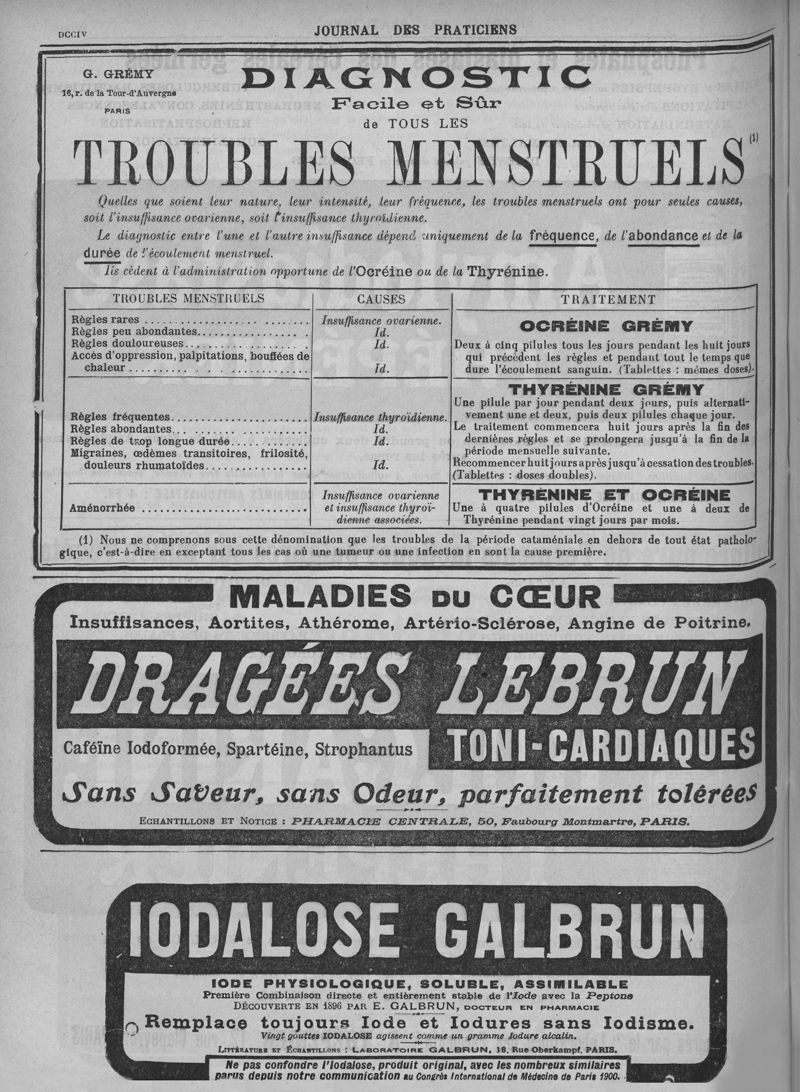 DCCIV
JOURNAL DES PRATICIENS
G. GRÉMY
16, r. de la Tour-d'Auvergne
PARIS
DIAGNOSTIC
Facile et Sûr
de TOUS LES
TROUBLES MENSTRUELS (1)
Quelles que soient leur nature, leur intensité, leur fréquence, les troubles menstruels ont pour seules causes,
soit l'insuffisance ovarienne, soit l'insuffisance thyroïdienne.
Le diagnostic entre l'une et l'autre insuffisance dépend uniquement de la fréquence, de l'abondance et de la
durée de l'écoulement menstruel.
Ils cèdent à l'administration opportune de l'Ocréine ou de la Thyrénine.
TROUBLES MENSTRUELS
CAUSES
TRAITEMENT
Règles rares
Insuffisance ovarienne.
Règles peu abondantes
Id.
Règles douloureuses
Id.
Accès d'oppression, palpitations, bouffées de
chaleur
Id.
OCRÉINE GRÉMY
Deux à cinq pilules tous les jours pendant les huit jours
qui précèdent les règles et pendant tout le temps que
dure l'écoulement sanguin. (Tablettes : mêmes doses).
Règles fréquentes
Insuffisance thyroïdienne.
Règles abondantes
Id.
Règles de trop longue durée
Id.
Migraines, œdèmes transitoires, frilosité,
douleurs rhumatoïdes
Id.
THYRÉNINE GRÉMY
Une pilule par jour pendant deux jours, puis alternati-
vement une et deux, puis deux pilules chaque jour.
Le traitement commencera huit jours après la fin des
dernières règles et se prolongera jusqu'à la fin de la
période mensuelle suivante.
Recommencer huit jours après jusqu'à cessation des troubles.
(Tablettes : doses doubles).
Aménorrhée
Insuffisance ovarienne
et insuffisance thyroï-
dienne associées.
THYRÉNINE ET OCRÉINE
Une à quatre pilules d'Ocréine et une à deux de
Thyrénine pendant vingt jours par mois.
(1) Nous ne comprenons sous cette dénomination que les troubles de la période cataméniale en dehors de tout état patholo-
gique, c'est-à-dire en exceptant tous les cas où une tumeur ou une infection en sont la cause première.
MALADIES DU CŒUR
Insuffisances, Aortites, Athérome, Artério-Sclérose, Angine de Poitrine.
DRAGÉES LEBRUN
Caféïne Iodoformée, Spartéine, Strophantus
TONI-CARDIAQUES
Sans Saveur, sans Odeur, parfaitement tolérées
ECHANTILLONS ET NOTICE : PHARMACIE CENTRALE, 50, Faubourg Montmartre, PARIS.
IODALOSE GALBRUN
IODE PHYSIOLOGIQUE, SOLUBLE, ASSIMILABLE
Première Combinaison directe et entièrement stable de l'Iode avec la Peptone
DÉCOUVERTE EN 1896 PAR E. GALBRUN, DOCTEUR EN PHARMACIE
Remplace toujours Iode et Iodures sans Iodisme.
Vingt gouttes IODALOSE agissent comme un gramme Iodure alcalin.
LITTÉRATURE ET ÉCHANTILLONS : LABORATOIRE GALBRUN, 18, Rue Oberkampf, PARIS.
Ne pas confondre l'Iodalose, produit original, avec les nombreux similaires
parus depuis notre communication au Congrès International de Médecine de Paris 1900.